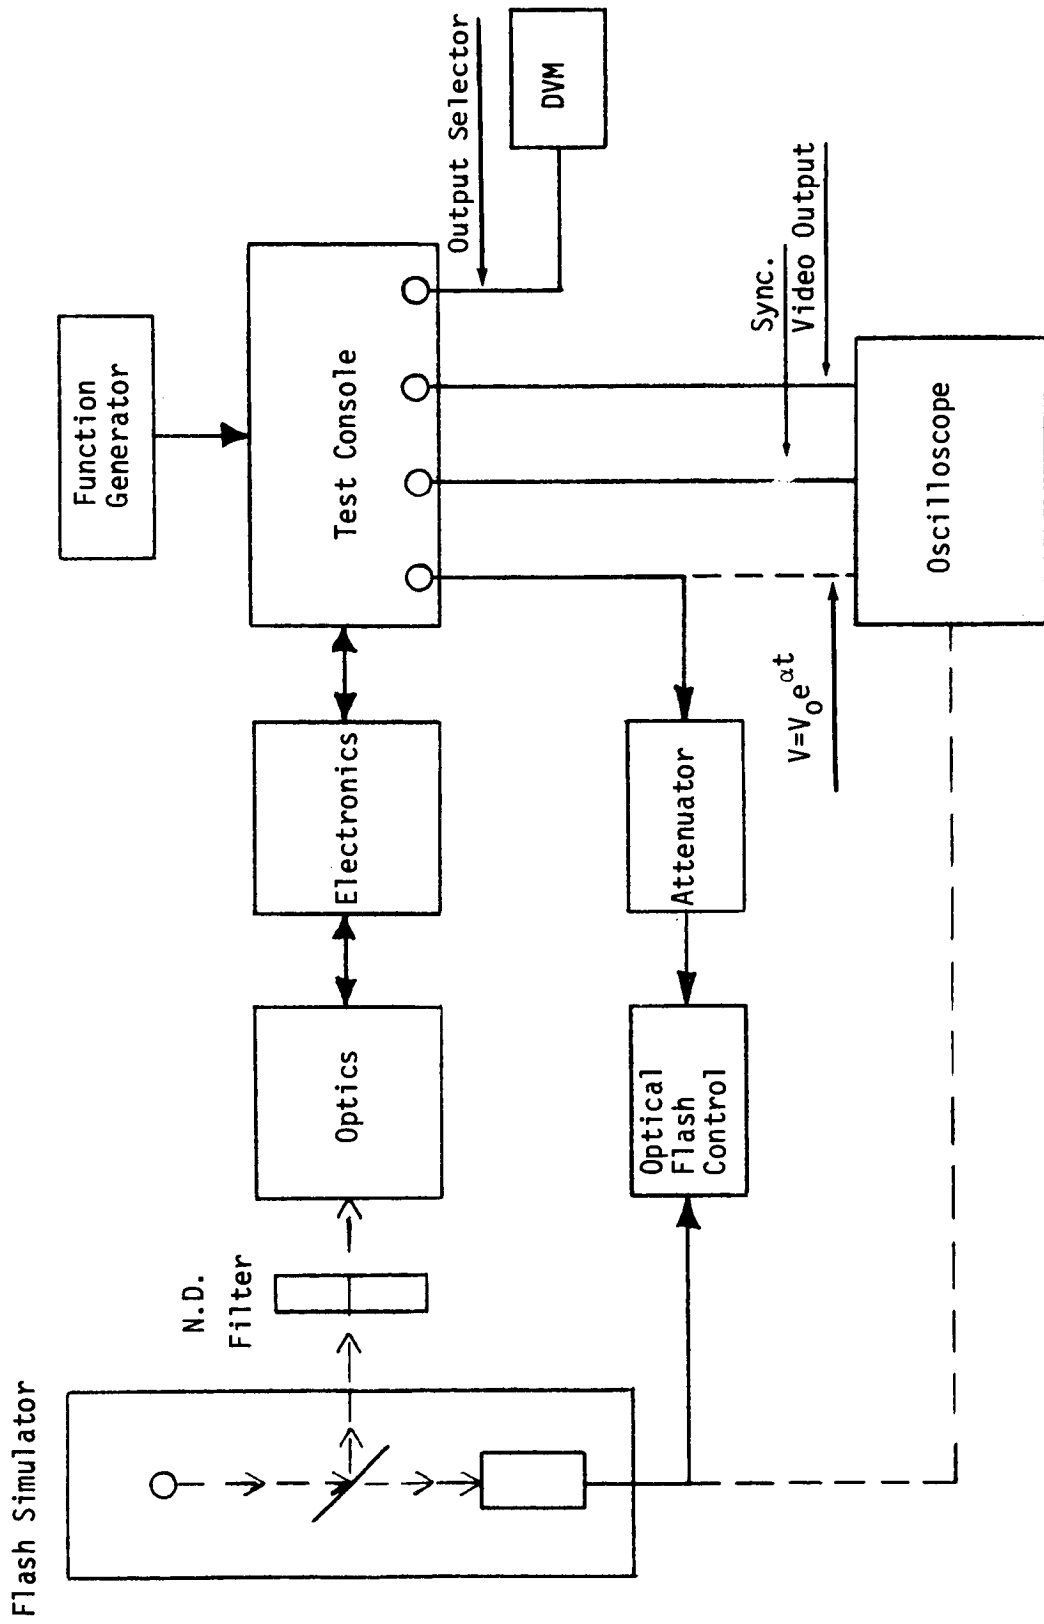 Flash Simulator
N.D.
Filter
Optics
Electronics
Test Console
Function
Generator
Output Selector
DVM
Optical
Flash
Control
Attenuator
V=V₀e^αt
Sync.
Video Output
Oscilloscope